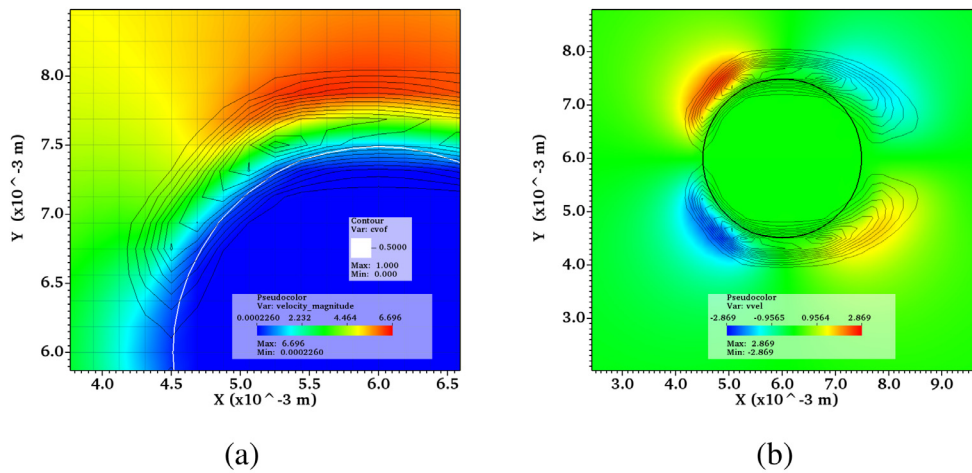 8.0
7.5
7.0
6.5
6.0
Y (x10^-3 m)
4.0 4.5 5.0 5.5 6.0 6.5
X (x10^-3 m)
Contour
Var: cvof
0.5000
Max: 1.000
Min: 0.000
Pseudocolor
Var: velocity_magnitude
0.0002260 2.232 4.464 6.696
Max: 6.696
Min: 0.0002260
(a)
8.0
7.0
6.0
5.0
4.0
3.0
Y (x10^-3 m)
3.0 4.0 5.0 6.0 7.0 8.0 9.0
X (x10^-3 m)
Pseudocolor
Var: vvel
-2.869 -0.9565 0.9564 2.869
Max: 2.869
Min: -2.869
(b)